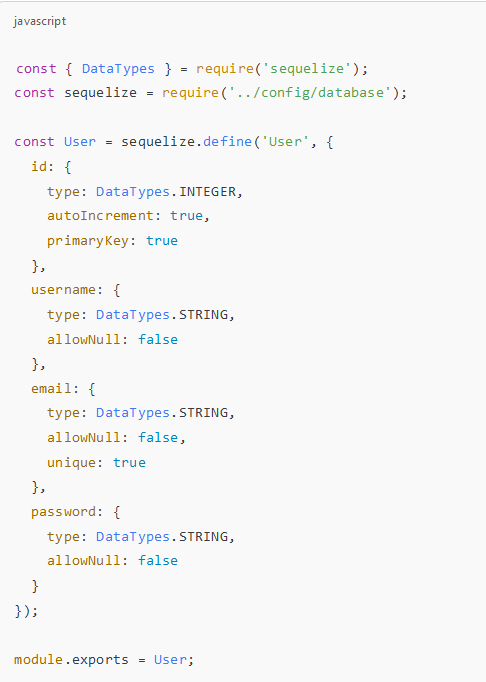 javascript
const { DataTypes } = require('sequelize');
const sequelize = require('../config/database');
const User = sequelize.define('User', {
  id: {
    type: DataTypes.INTEGER,
    autoIncrement: true,
    primaryKey: true
  },
  username: {
    type: DataTypes.STRING,
    allowNull: false
  },
  email: {
    type: DataTypes.STRING,
    allowNull: false,
    unique: true
  },
  password: {
    type: DataTypes.STRING,
    allowNull: false
  }
});
module.exports = User;